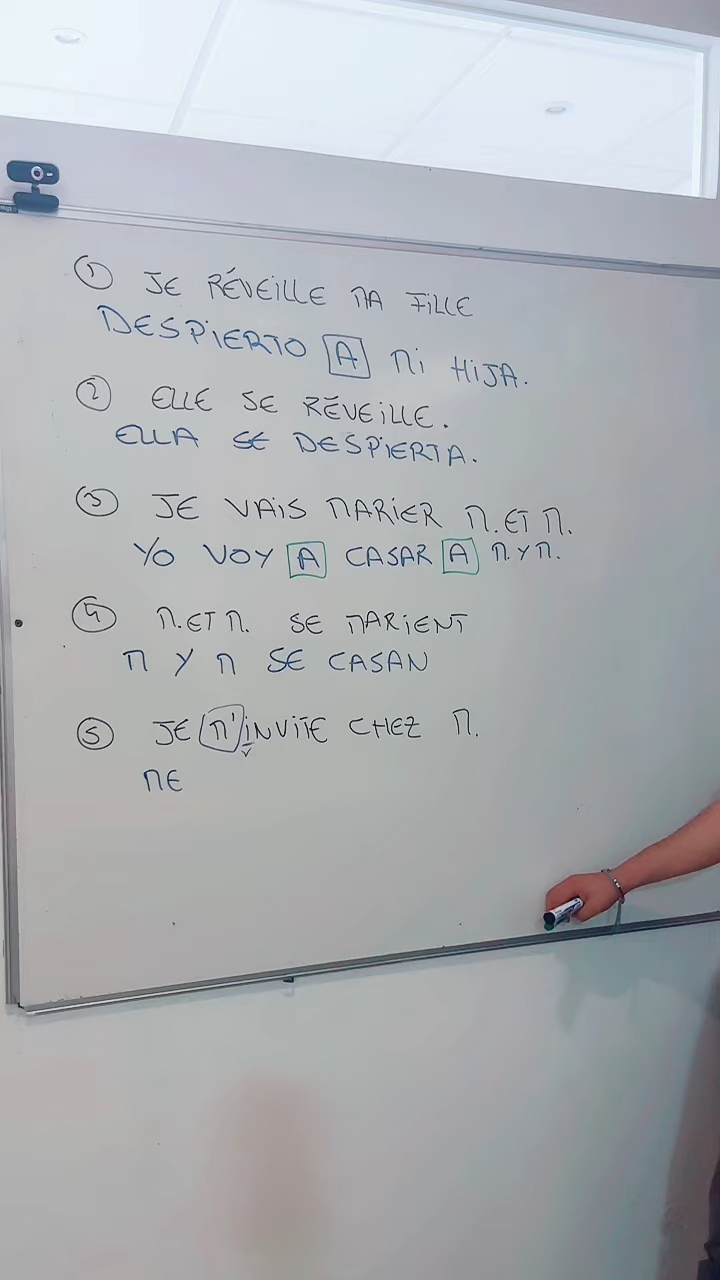 ① JE RÉVEILLE MA FILLE
DESPIERTO A MI HIJA.
② ELLE SE RÉVEILLE.
ELLA SE DESPIERTA.
③ JE VAIS MARIER M. ET M.
YO VOY A CASAR A M. Y M.
④ M. ET M. SE MARIENT
M Y M SE CASAN
⑤ JE M'INVITE CHEZ M.
ME